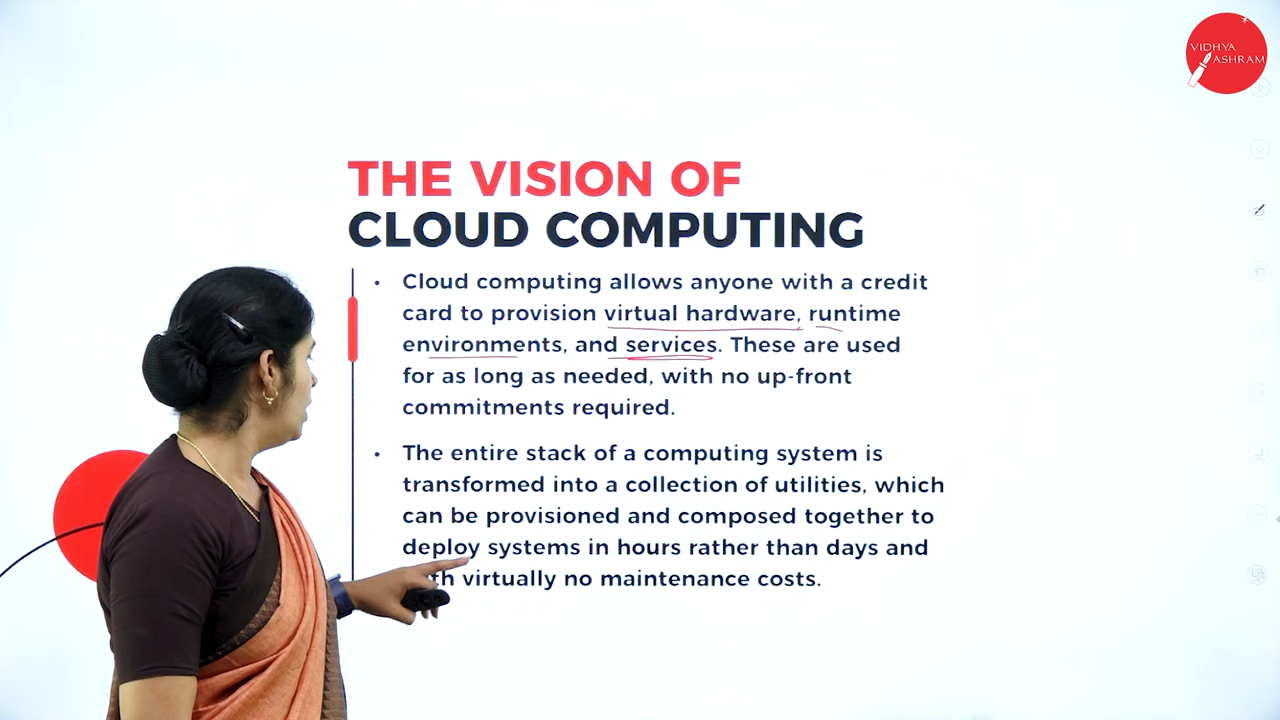 VIDHYA
ASHRAM
THE VISION OF
CLOUD COMPUTING
• Cloud computing allows anyone with a credit
card to provision virtual hardware, runtime
environments, and services. These are used
for as long as needed, with no up-front
commitments required.
• The entire stack of a computing system is
transformed into a collection of utilities, which
can be provisioned and composed together to
deploy systems in hours rather than days and
virtually no maintenance costs.